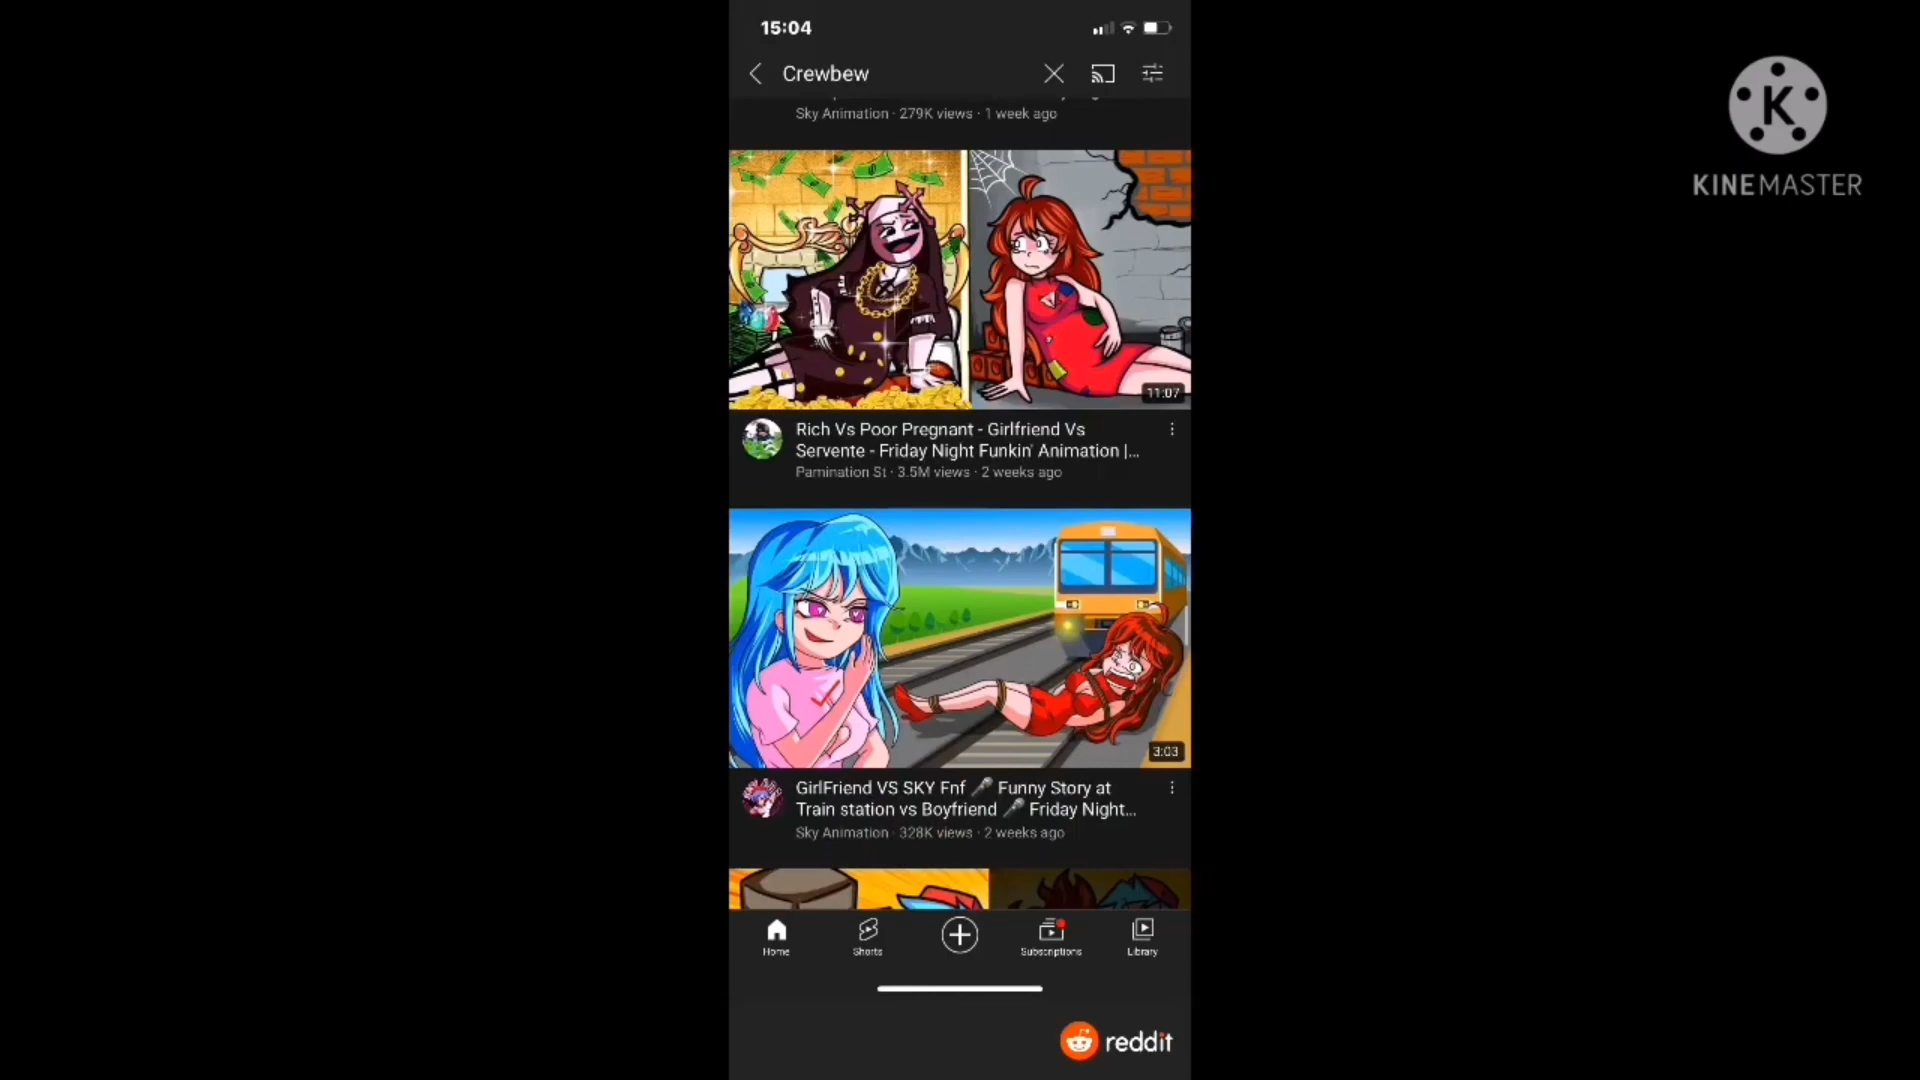 15:04
Crewbew
Sky Animation · 279K views · 1 week ago
K
KINEMASTER
11:07
Rich Vs Poor Pregnant - Girlfriend Vs
Servente - Friday Night Funkin' Animation |...
Pamination St · 3.5M views · 2 weeks ago
3:03
GirlFriend VS SKY Fnf 🎤 Funny Story at
Train station vs Boyfriend 🎤 Friday Night...
Sky Animation · 328K views · 2 weeks ago
Home
Shorts
Subscriptions
Library
reddit